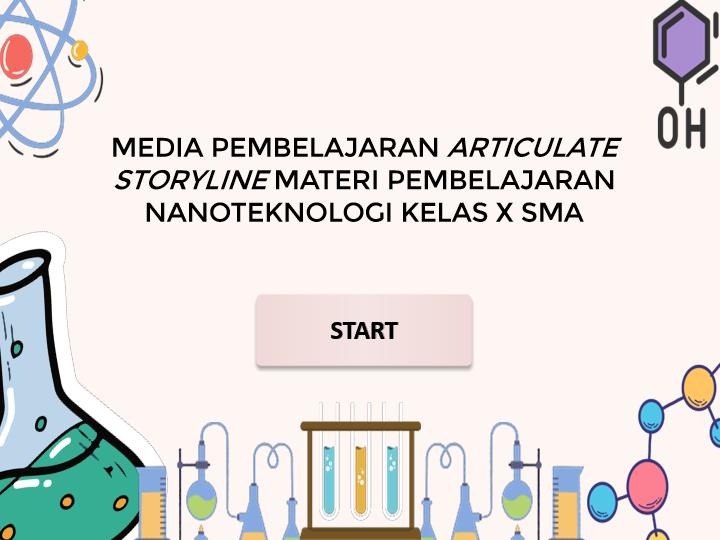 OH
MEDIA PEMBELAJARAN ARTICULATE
STORYLINE MATERI PEMBELAJARAN
NANOTEKNOLOGI KELAS X SMA
START